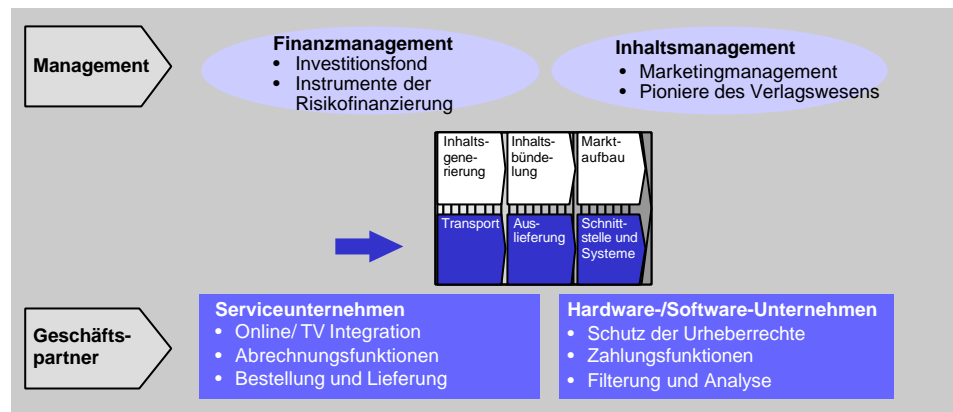 Management
Finanzmanagement
• Investitionsfond
• Instrumente der
Risikofinanzierung
Inhaltsmanagement
• Marketingmanagement
• Pioniere des Verlagswesens
Inhalts-
gene-
rierung
Inhalts-
bünde-
lung
Markt-
aufbau
Transport
Aus-
lieferung
Schnitt-
stelle und
Systeme
Geschäfts-
partner
Serviceunternehmen
• Online/ TV Integration
• Abrechnungsfunktionen
• Bestellung und Lieferung
Hardware-/Software-Unternehmen
• Schutz der Urheberrechte
• Zahlungsfunktionen
• Filterung und Analyse